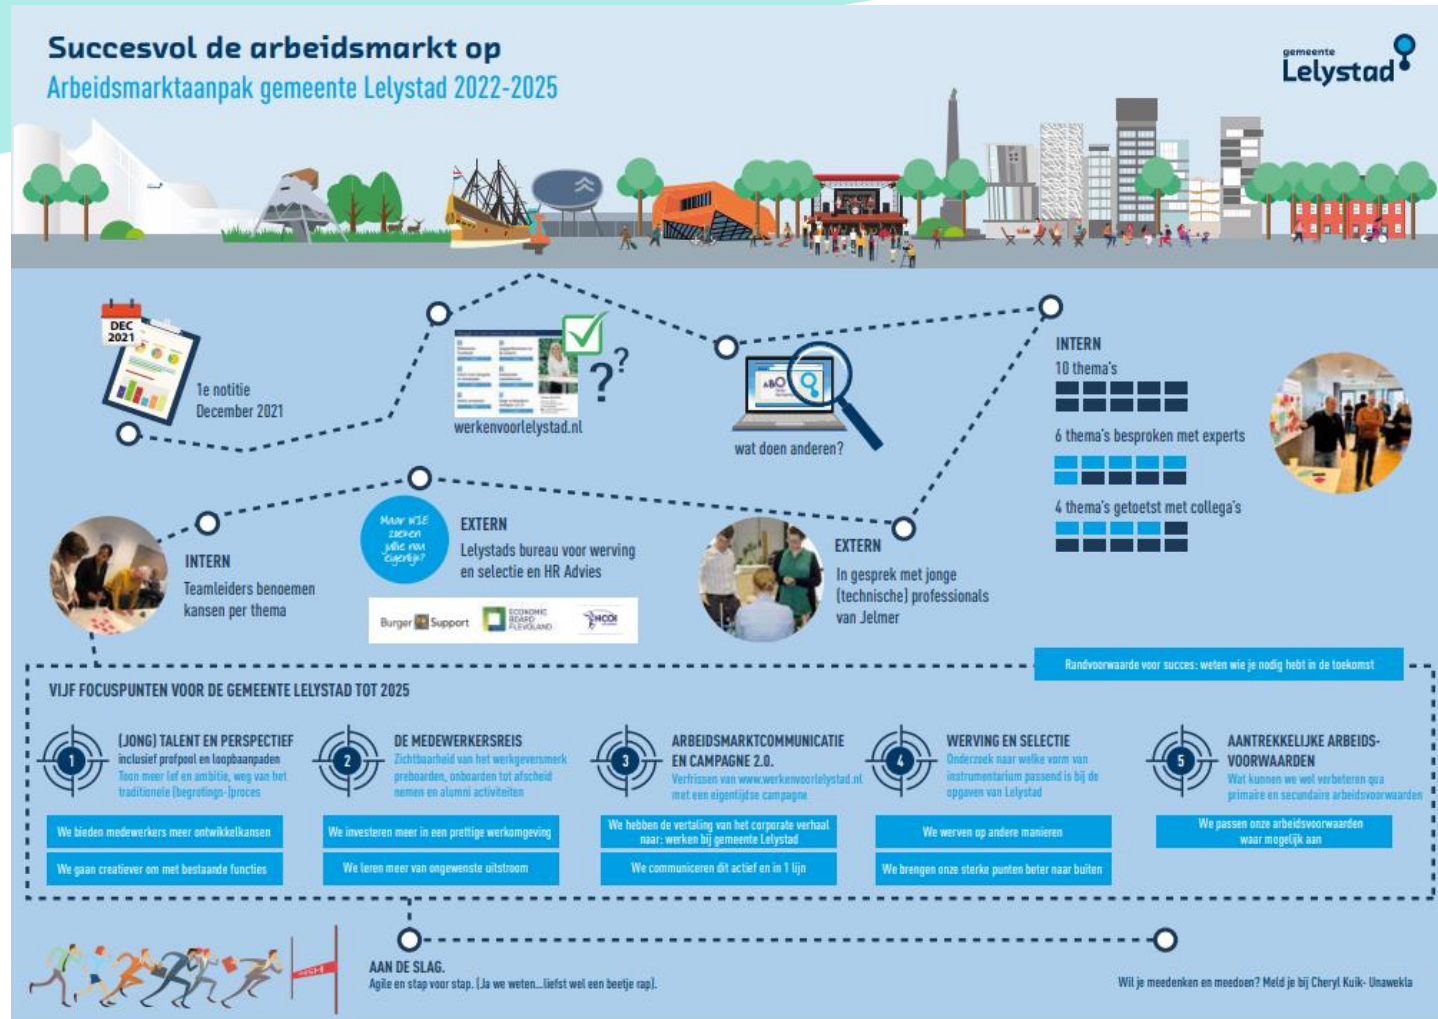 Succesvol de arbeidsmarkt op
Arbeidsmarktaanpak gemeente Lelystad 2022-2025
gemeente
Lelystad
DEC
2021
1e notitie
December 2021
werkenvoorlelystad.nl
? ?
wat doen anderen?
INTERN
10 thema's
6 thema's besproken met experts
4 thema's getoetst met collega's
INTERN
Teamleiders benoemen
kansen per thema
Maar WIE
zoeken
jullie nou
eigenlijk?
EXTERN
Lelystads bureau voor werving
en selectie en HR Advies
Burger Support
ECONOMIC
BOARD
FLEVOLAND
NCOI
EXTERN
In gesprek met jonge
(technische) professionals
van Jelmer
Randvoorwaarde voor succes: weten wie je nodig hebt in de toekomst
VIJF FOCUSPUNTEN VOOR DE GEMEENTE LELYSTAD TOT 2025
1
(JONG) TALENT EN PERSPECTIEF
inclusief profpool en loopbaanpaden
Toon meer lef en ambitie, weg van het
traditionele (begrotings-)proces
We bieden medewerkers meer ontwikkelkansen
We gaan creatiever om met bestaande functies
2
DE MEDEWERKERSREIS
Zichtbaarheid van het werkgeversmerk
preboarden, onboarden tot afscheid
nemen en alumni activiteiten
We investeren meer in een prettige werkomgeving
We leren meer van ongewenste uitstroom
3
ARBEIDSMARKTCOMMUNICATIE
EN CAMPAGNE 2.0.
Verfrissen van www.werkenvoorlelystad.nl
met een eigentijdse campagne
We hebben de vertaling van het corporate verhaal
naar: werken bij gemeente Lelystad
We communiceren dit actief en in 1 lijn
4
WERVING EN SELECTIE
Onderzoek naar welke vorm van
instrumentarium passend is bij de
opgaven van Lelystad
We werven op andere manieren
We brengen onze sterke punten beter naar buiten
5
AANTREKKELIJKE ARBEIDS-
VOORWAARDEN
Wat kunnen we wel verbeteren qua
primaire en secundaire arbeidsvoorwaarden
We passen onze arbeidsvoorwaarden
waar mogelijk aan
AAN DE SLAG.
Agile en stap voor stap. (Ja we weten...liefst wel een beetje rap).
Wil je meedenken en meedoen? Meld je bij Cheryl Kuik- Unawekla